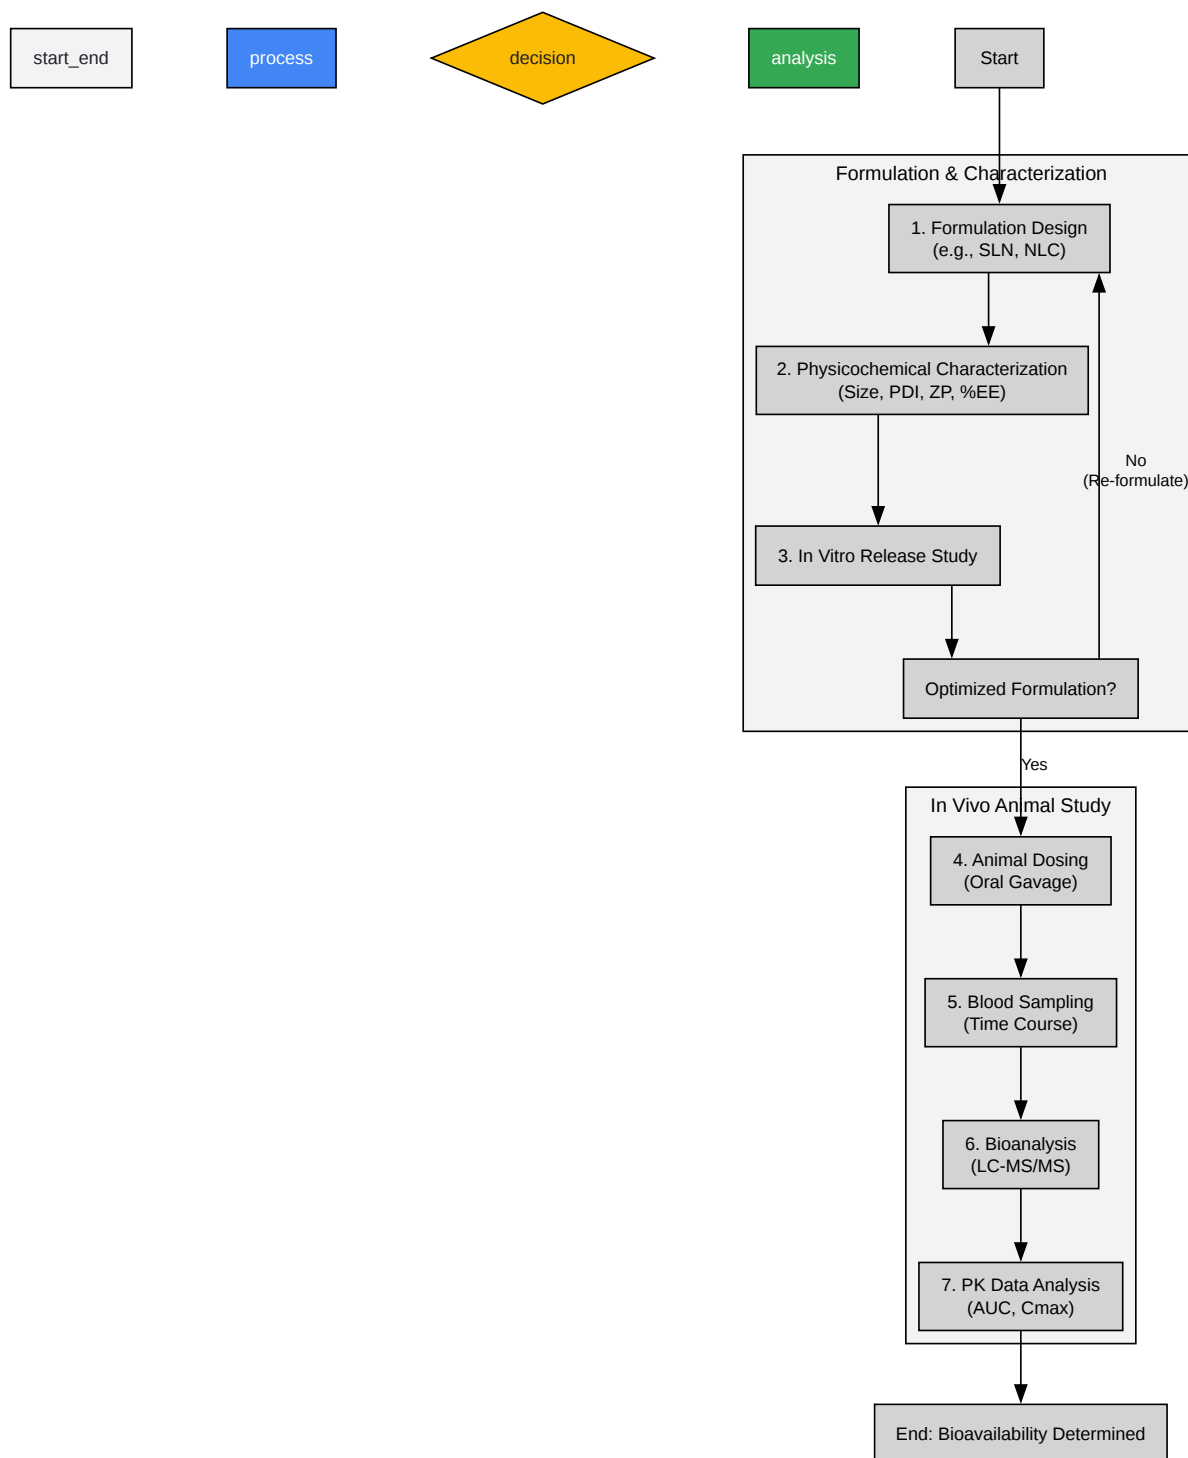 start_end
process
decision
analysis
Start
Formulation & Characterization
1. Formulation Design
(e.g., SLN, NLC)
2. Physicochemical Characterization
(Size, PDI, ZP, %EE)
No
(Re-formulate)
3. In Vitro Release Study
Optimized Formulation?
Yes
In Vivo Animal Study
4. Animal Dosing
(Oral Gavage)
5. Blood Sampling
(Time Course)
6. Bioanalysis
(LC-MS/MS)
7. PK Data Analysis
(AUC, Cmax)
End: Bioavailability Determined